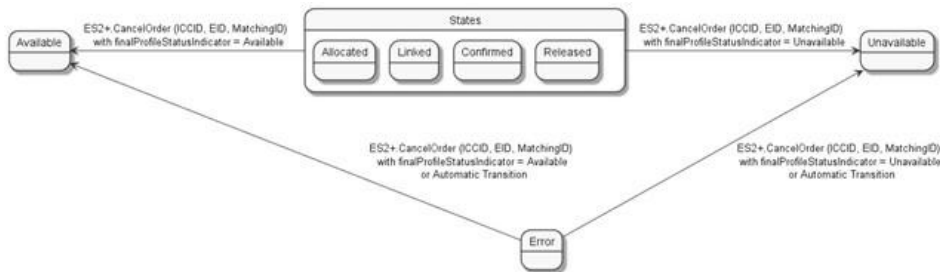 States
ES2+.CancelOrder (ICCID, EID, MatchingID)
with finalProfileStatusIndicator = Available
ES2+.CancelOrder (ICCID, EID, MatchingID)
with finalProfileStatusIndicator = Unavailable
Available
Allocated
Linked
Confirmed
Released
Unavailable
ES2+.CancelOrder (ICCID, EID, MatchingID)
with finalProfileStatusIndicator = Available
or Automatic Transition
ES2+.CancelOrder (ICCID, EID, MatchingID)
with finalProfileStatusIndicator = Unavailable
or Automatic Transition
Error